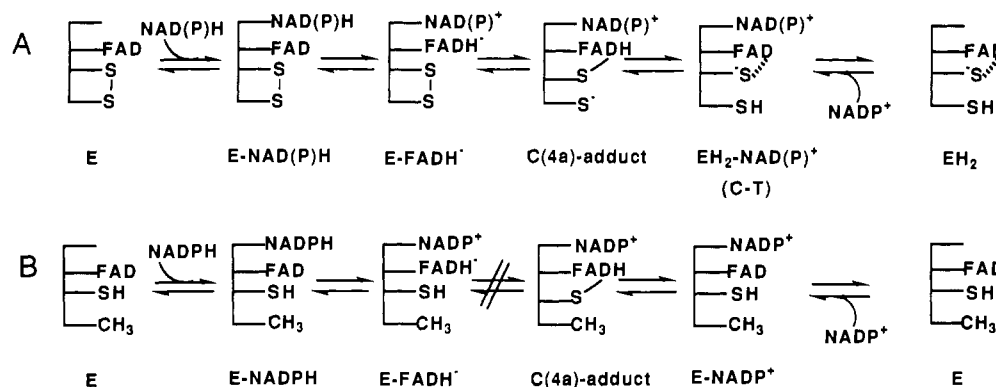 A
NAD(P)H
FAD
S
S
E
NAD(P)H
FAD
S
S
E-NAD(P)H
NAD(P)⁺
FADH⁻
S
S
E-FADH⁻
NAD(P)⁺
FADH
S
S⁻
C(4a)-adduct
NAD(P)⁺
FAD
⁻S
SH
EH₂-NAD(P)⁺
(C-T)
NADP⁺
FAD
⁻S
SH
EH₂
B
NADPH
FAD
SH
CH₃
E
NADPH
FAD
SH
CH₃
E-NADPH
NADP⁺
FADH⁻
SH
CH₃
E-FADH⁻
NADP⁺
FADH
S
CH₃
C(4a)-adduct
NADP⁺
FAD
SH
CH₃
E-NADP⁺
NADP⁺
FAD
SH
CH₃
E